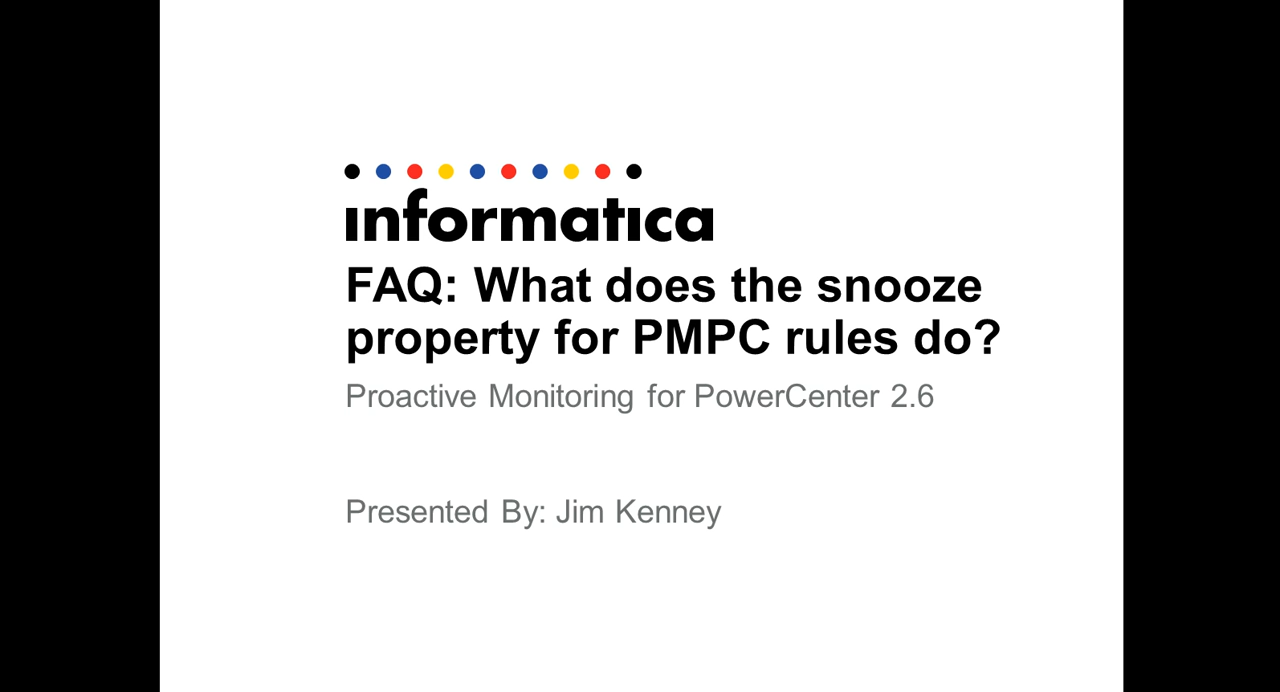 informatica
FAQ: What does the snooze
property for PMPC rules do?
Proactive Monitoring for PowerCenter 2.6
Presented By: Jim Kenney